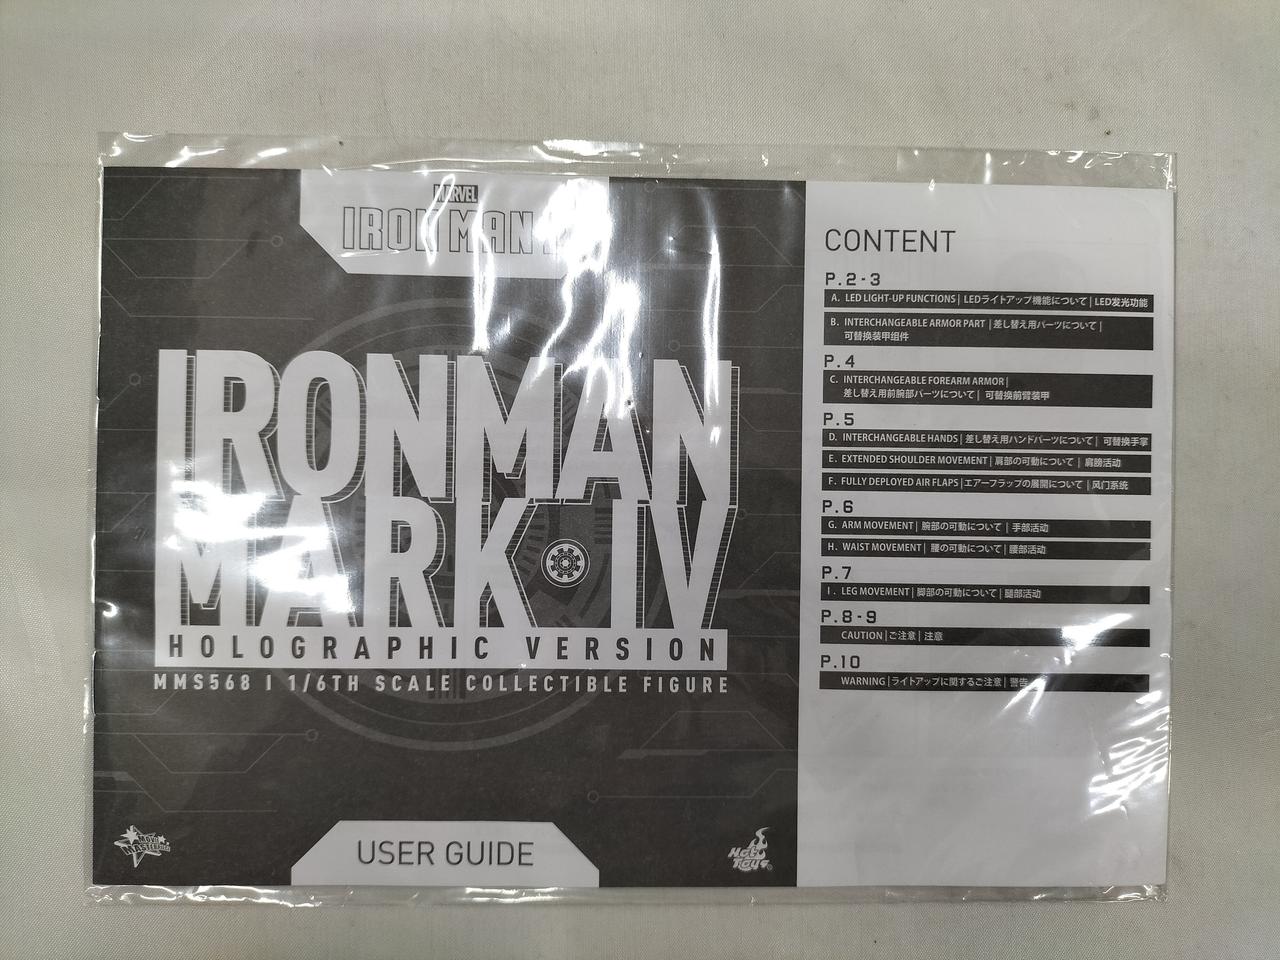 MARVEL
IRON MAN
IRONMAN
MARK IV
HOLOGRAPHIC VERSION
MMS568 | 1/6TH SCALE COLLECTIBLE FIGURE
MOVIE
MASTERPIECE
USER GUIDE
Hot
Toys
CONTENT
P.2-3
A. LED LIGHT-UP FUNCTIONS | LEDライトアップ機能について | LED发光功能
B. INTERCHANGEABLE ARMOR PART | 差し替え用パーツについて |
可替换装甲组件
P.4
C. INTERCHANGEABLE FOREARM ARMOR |
差し替え用前腕部パーツについて | 可替换前臂装甲
P.5
D. INTERCHANGEABLE HANDS | 差し替え用ハンドパーツについて | 可替换手掌
E. EXTENDED SHOULDER MOVEMENT | 肩部の可動について | 肩膀活动
F. FULLY DEPLOYED AIR FLAPS | エアーフラップの展開について | 风门系统
P.6
G. ARM MOVEMENT | 腕部の可動について | 手部活动
H. WAIST MOVEMENT | 腰の可動について | 腰部活动
P.7
I. LEG MOVEMENT | 脚部の可動について | 腿部活动
P.8-9
CAUTION | ご注意 | 注意
P.10
WARNING | ライトアップに関するご注意 | 警告